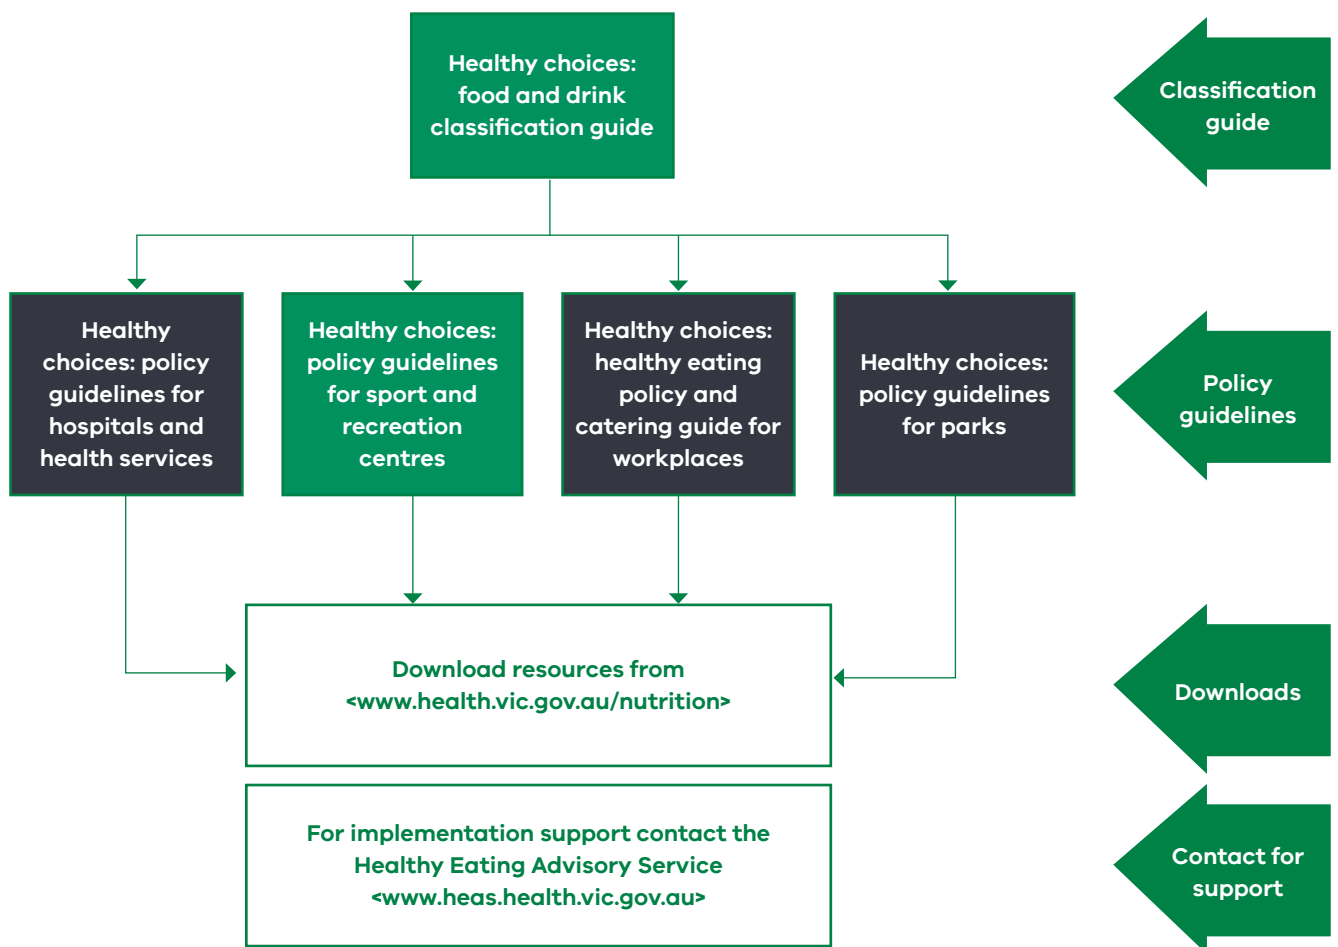 Healthy choices:
food and drink
classification guide
Classification
guide
Healthy
choices: policy
guidelines for
hospitals and
health services
Healthy choices:
policy guidelines
for sport and
recreation
centres
Healthy choices:
healthy eating
policy and
catering guide for
workplaces
Healthy choices:
policy guidelines
for parks
Policy
guidelines
Download resources from
<www.health.vic.gov.au/nutrition>
Downloads
For implementation support contact the
Healthy Eating Advisory Service
<www.heas.health.vic.gov.au>
Contact for
support